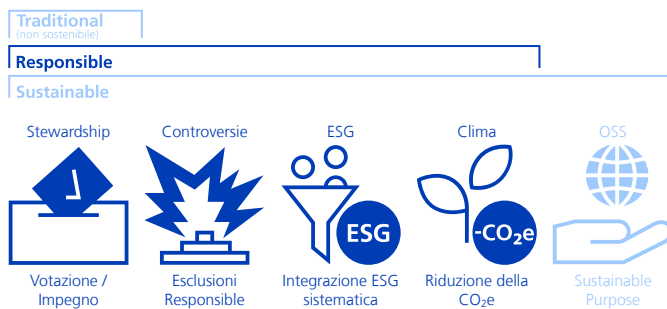 Traditional
(non sostenibile)
Responsible
Sustainable
Stewardship
Controversie
ESG
Clima
OSS
ESG
-CO₂e
Votazione /
Impegno
Esclusioni
Responsible
Integrazione ESG
sistematica
Riduzione della
CO₂e
Sustainable
Purpose